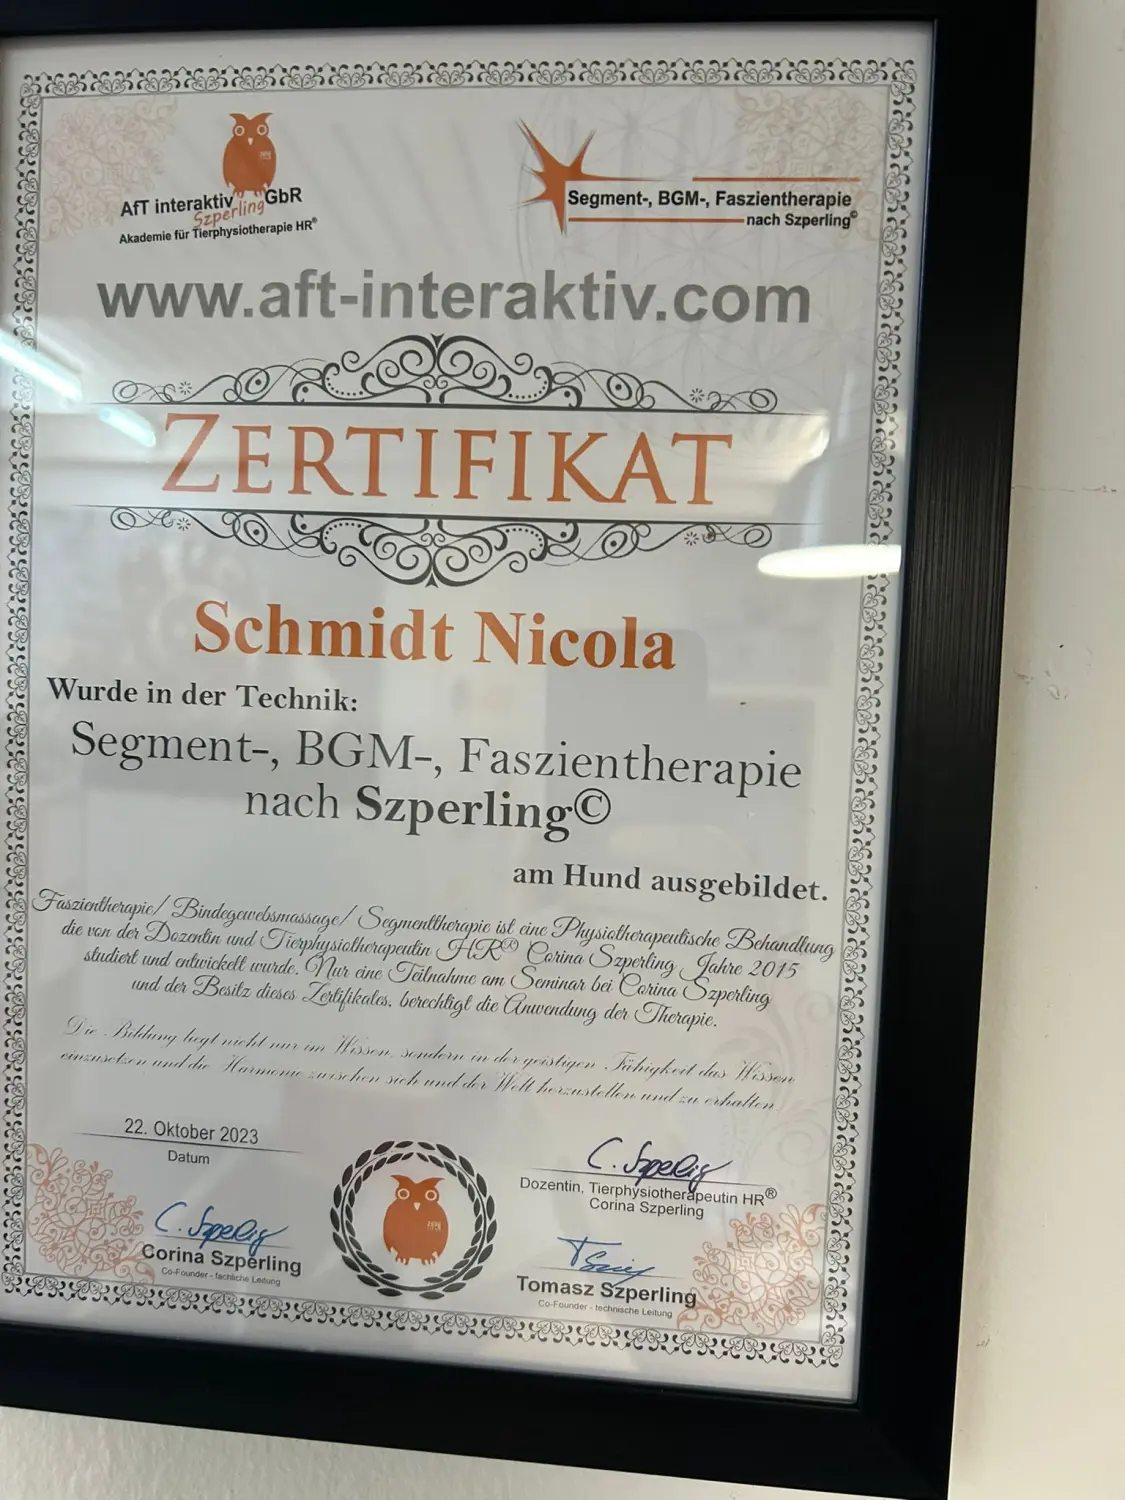 AfT interaktiv GbR
Szperling
Akademie für Tierphysiotherapie HR®
Segment-, BGM-, Faszientherapie
nach Szperling©
www.aft-interaktiv.com
ZERTIFIKAT
Schmidt Nicola
Wurde in der Technik:
Segment-, BGM-, Faszientherapie
nach Szperling©
am Hund ausgebildet.
Faszientherapie/ Bindegewebsmassage/ Segmenttherapie ist eine Physiotherapeutische Behandlung
die von der Dozentin und Tierphysiotherapeutin HR® Corina Szperling Jahre 2015
studiert und entwickelt wurde. Nur eine Teilnahme am Seminar bei Corina Szperling
und der Besitz dieses Zertifikates, berechtigt die Anwendung der Therapie.
Die Bildung liegt nicht nur im Wissen, sondern in der geistigen Fähigkeit das Wissen
einzusetzen und die Harmonie zwischen sich und der Welt herzustellen und zu erhalten
22. Oktober 2023
Datum
C. Szperling
Dozentin, Tierphysiotherapeutin HR®
Corina Szperling
C. Szperling
Corina Szperling
Co-Founder - fachliche Leitung
Tomasz Szperling
Co-Founder - technische Leitung